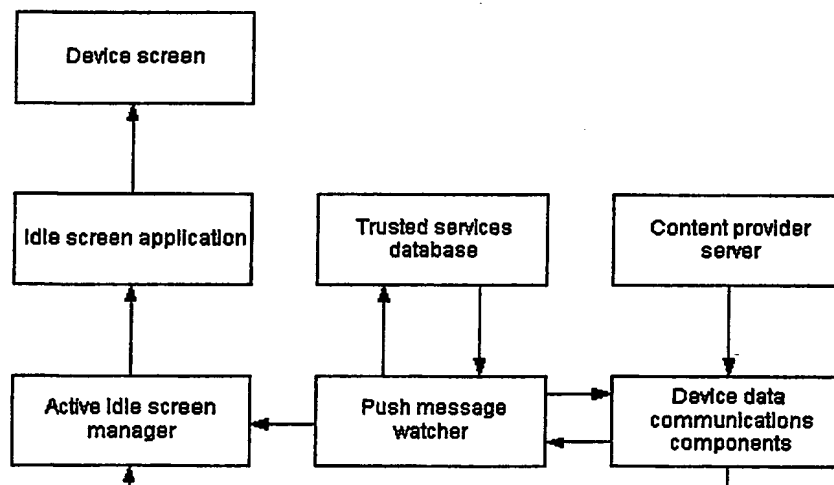 Device screen
Idle screen application
Trusted services
database
Content provider
server
Active idle screen
manager
Push message
watcher
Device data
communications
components